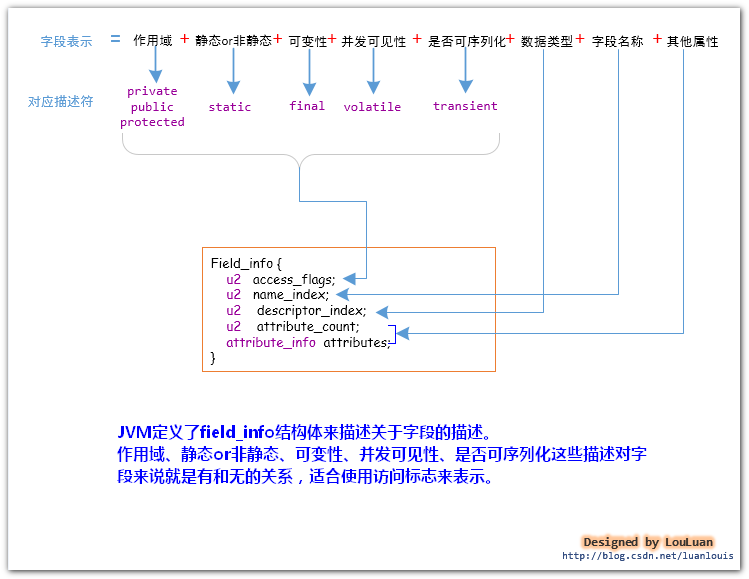 字段表示 = 作用域 + 静态or非静态 + 可变性 + 并发可见性 + 是否可序列化 + 数据类型 + 字段名称 + 其他属性
对应描述符
private
public
protected
static
final
volatile
transient
Field_info {
u2 access_flags;
u2 name_index;
u2 descriptor_index;
u2 attribute_count;
attribute_info attributes;
}
JVM定义了field_info结构体来描述关于字段的描述。
作用域、静态or非静态、可变性、并发可见性、是否可序列化这些描述对字
段来说就是有和无的关系，适合使用访问标志来表示。
Designed by LouLuan
http://blog.csdn.net/luanlouis